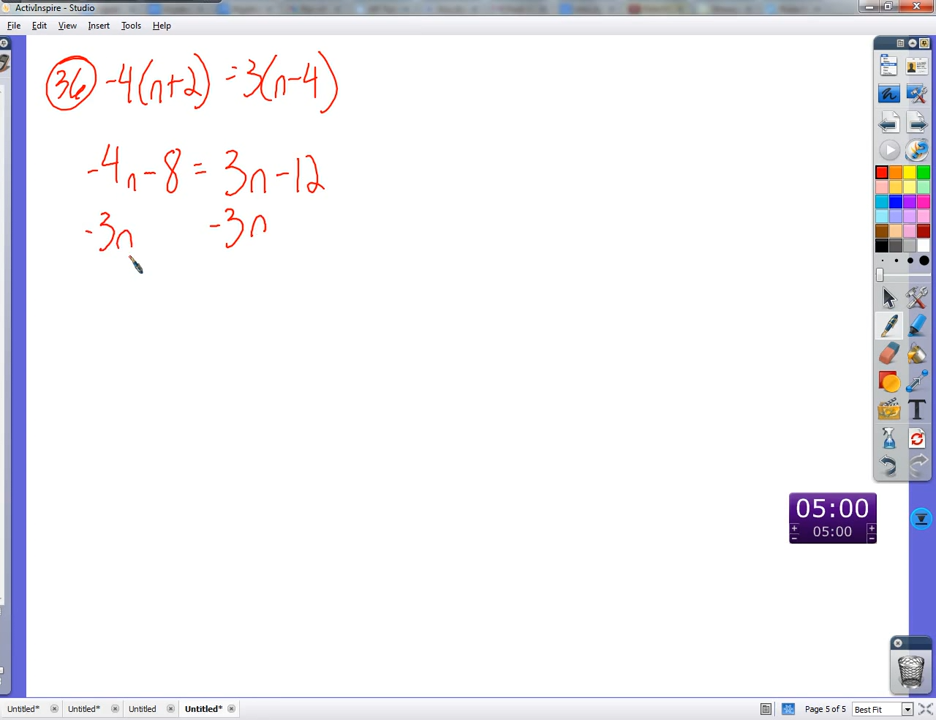 ActivInspire - Studio
File Edit View Insert Tools Help
36 -4(n+2) = 3(n-4)
-4n - 8 = 3n - 12
-3n -3n
T
05:00
05:00
Untitled* Untitled* Untitled Untitled* Page 5 of 5 Best Fit